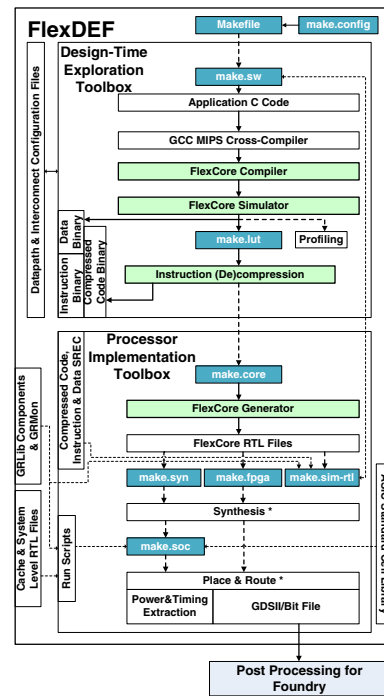 FlexDEF
Makefile
make.config
Design-Time
Exploration
Toolbox
make.sw
Application C Code
GCC MIPS Cross-Compiler
FlexCore Compiler
FlexCore Simulator
make.lut
Profiling
Instruction (De)compression
Datapath & Interconnect Configuration Files
Data
Binary
Instruction
Binary
Compressed
Code Binary
Processor
Implementation
Toolbox
make.core
FlexCore Generator
FlexCore RTL Files
make.syn
make.fpga
make.sim-rtl
Synthesis *
make.soc
Place & Route *
Power&Timing
Extraction
GDSII/Bit File
Compressed Code,
Instruction & Data SREC
GRLib Components
& GRMon
Cache & System
Level RTL Files
Run Scripts
Standard Cell Library
Post Processing for
Foundry